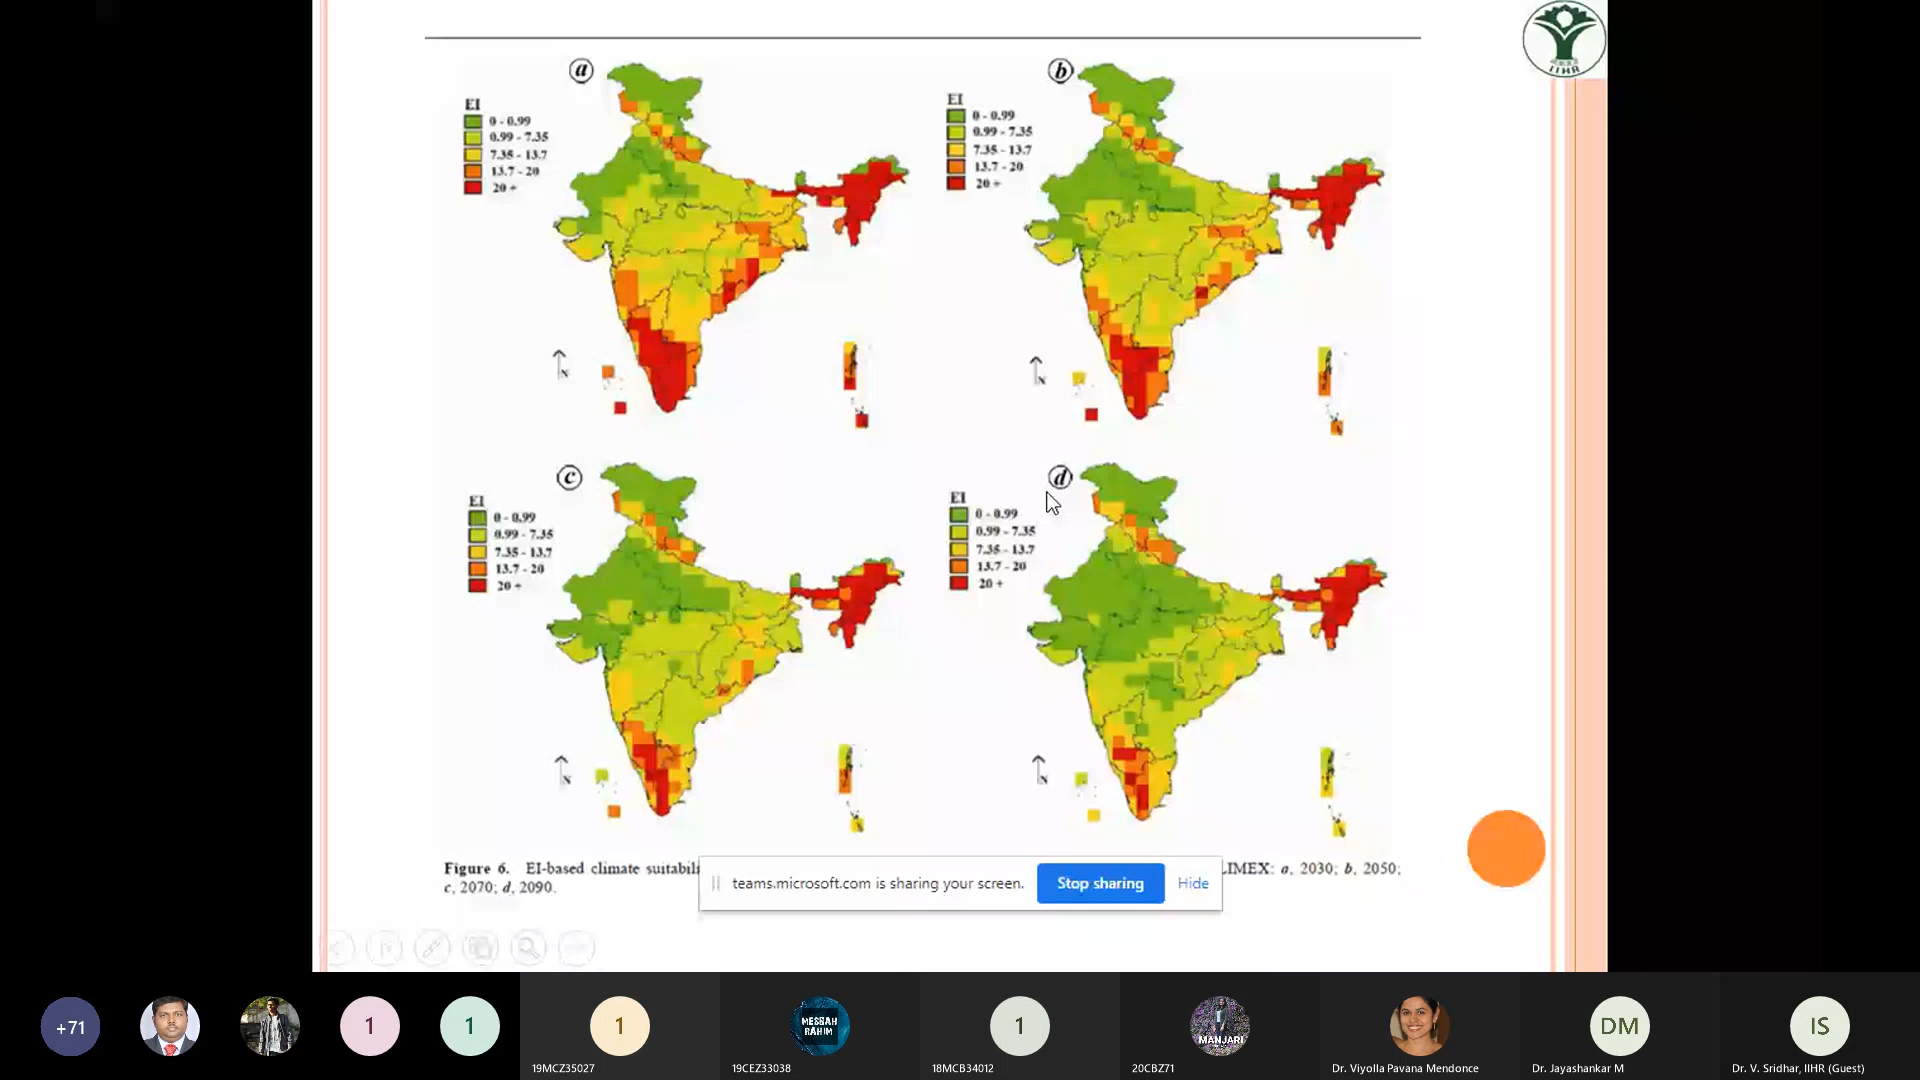 IIHR
a
EI
0 - 0.99
0.99 - 7.35
7.35 - 13.7
13.7 - 20
20 +
N
b
EI
0 - 0.99
0.99 - 7.35
7.35 - 13.7
13.7 - 20
20 +
N
c
EI
0 - 0.99
0.99 - 7.35
7.35 - 13.7
13.7 - 20
20 +
N
d
EI
0 - 0.99
0.99 - 7.35
7.35 - 13.7
13.7 - 20
20 +
N
Figure 6. EI-based climate suitabili LIMEX: a, 2030; b, 2050;
c, 2070; d, 2090.
teams.microsoft.com is sharing your screen. Stop sharing Hide
+71
1
1
1
19MCZ35027
MESBAH
RAHIM
19CEZ33038
1
18MCB34012
MANJARI
20CBZ71
Dr. Viyolla Pavana Mendonce
DM
Dr. Jayashankar M
IS
Dr. V. Sridhar, IIHR (Guest)